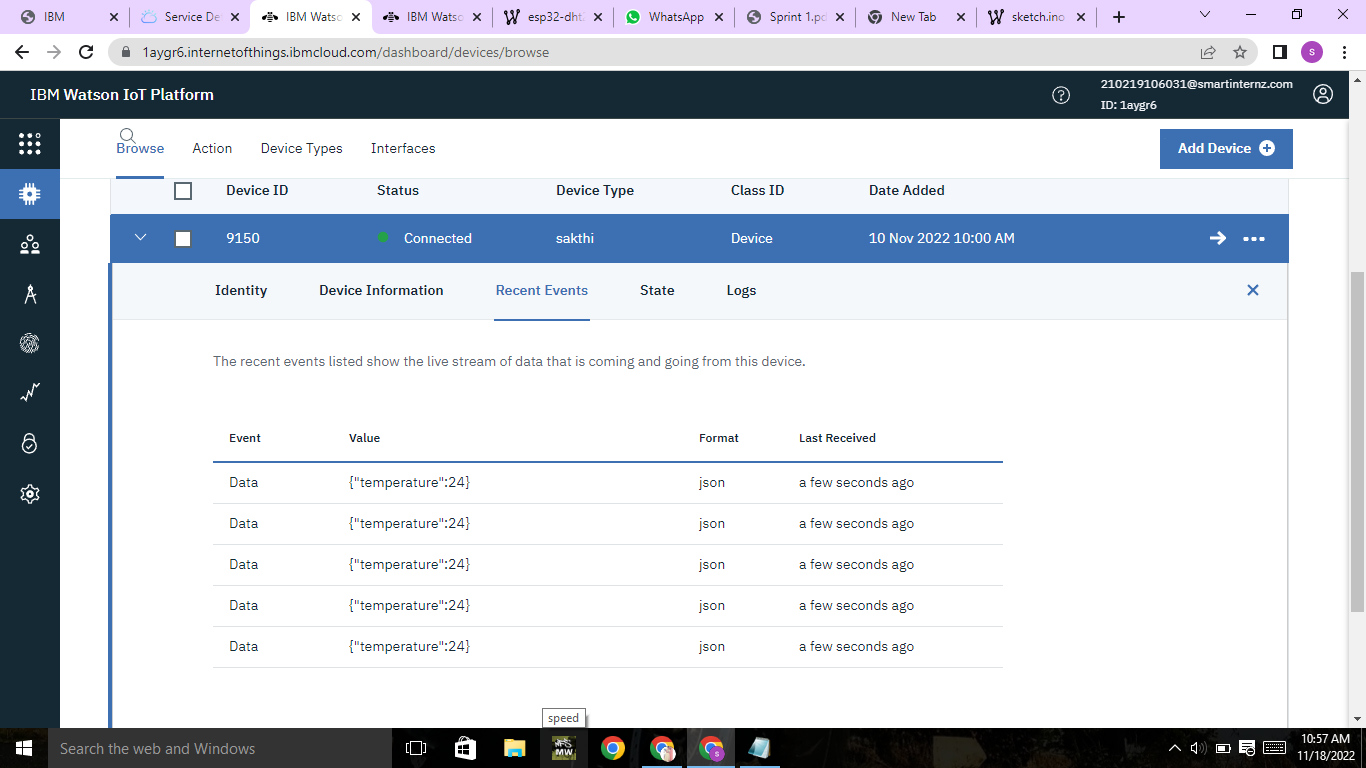 IBM
Service De
IBM Watso
IBM Watso
esp32-dht
WhatsApp
Sprint 1.pd
New Tab
sketch.ino
1aygr6.internetofthings.ibmcloud.com/dashboard/devices/browse
s
IBM Watson IoT Platform
210219106031@smartinternz.com
ID: 1aygr6
Browse Action Device Types Interfaces
Add Device
Device ID Status Device Type Class ID Date Added
9150 Connected sakthi Device 10 Nov 2022 10:00 AM
Identity Device Information Recent Events State Logs
The recent events listed show the live stream of data that is coming and going from this device.
Event Value Format Last Received
Data {"temperature":24} json a few seconds ago
Data {"temperature":24} json a few seconds ago
Data {"temperature":24} json a few seconds ago
Data {"temperature":24} json a few seconds ago
Data {"temperature":24} json a few seconds ago
speed
Search the web and Windows
MW
s
10:57 AM
11/18/2022